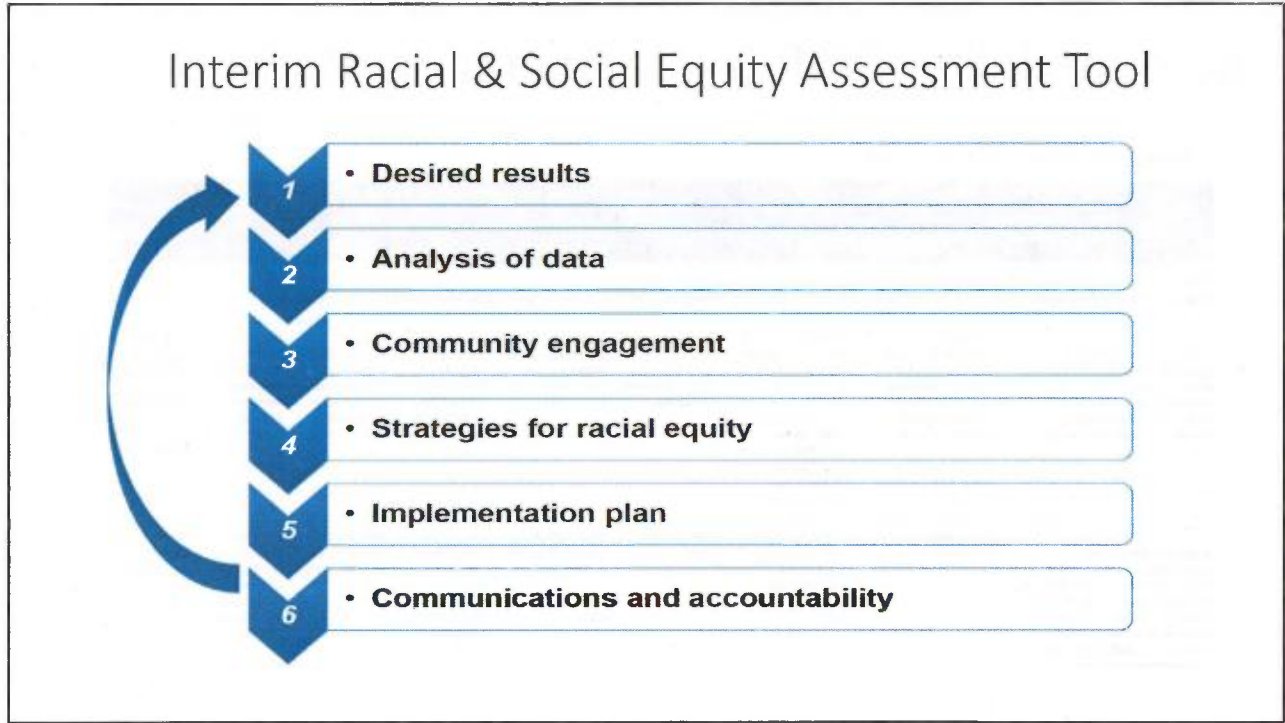 Interim Racial & Social Equity Assessment Tool
1 • Desired results
2 • Analysis of data
3 • Community engagement
4 • Strategies for racial equity
5 • Implementation plan
6 • Communications and accountability